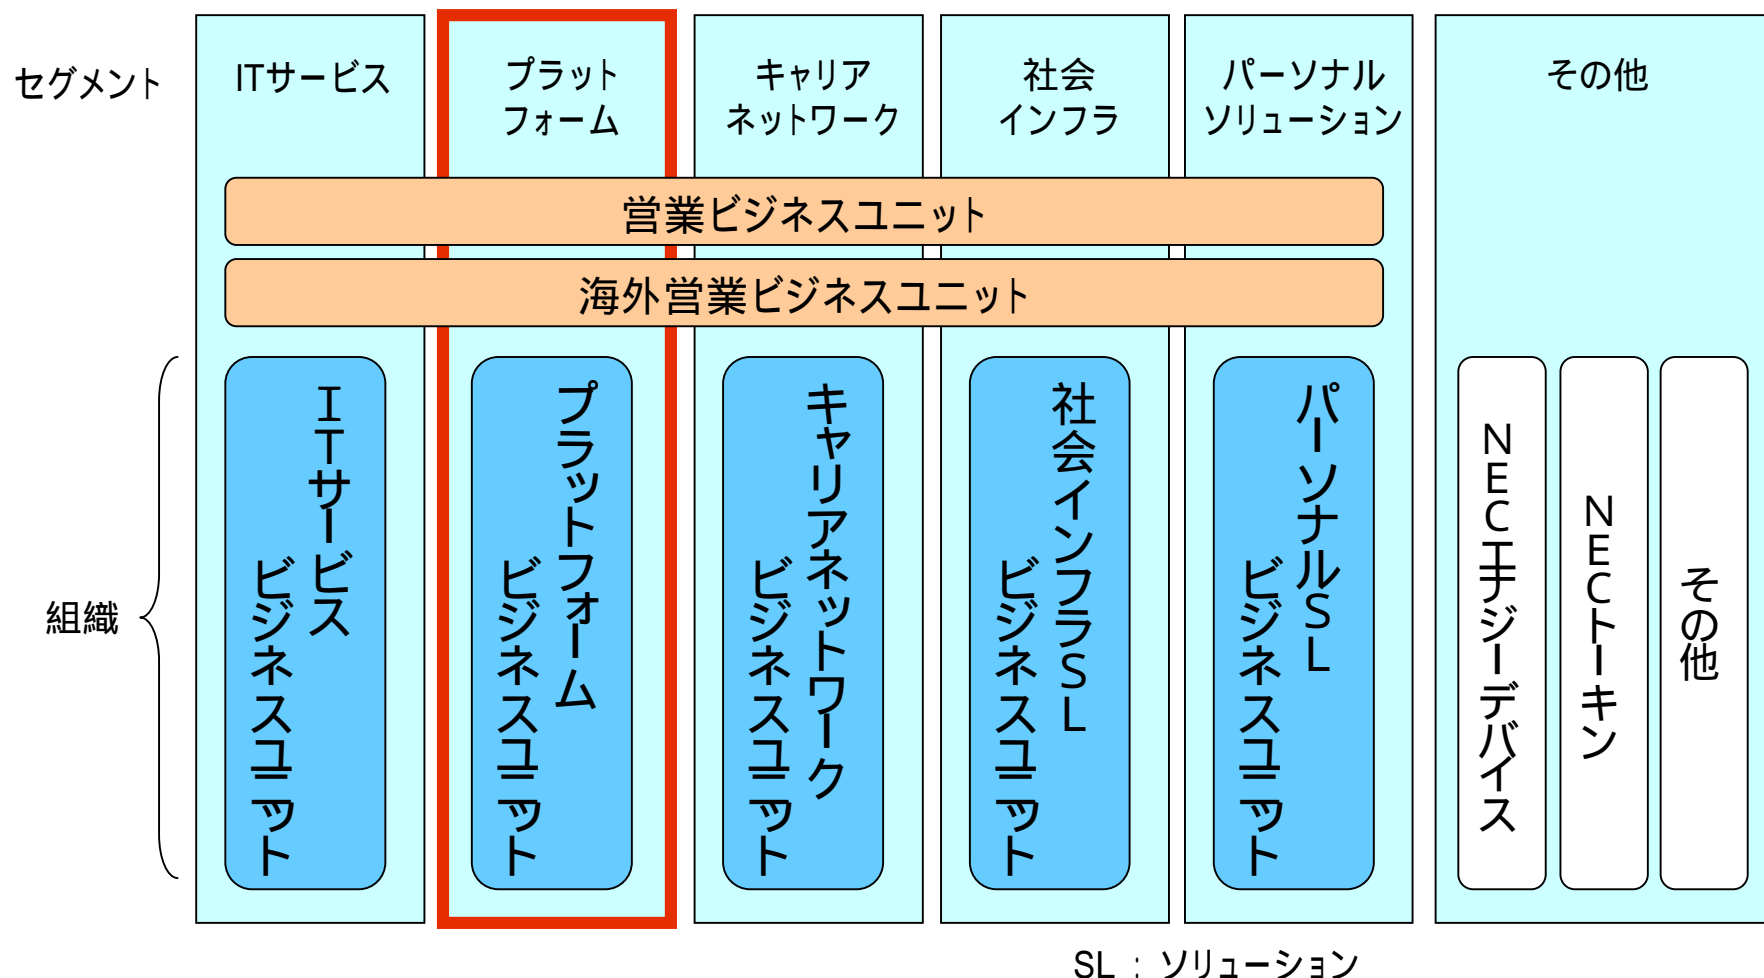 セグメント
ITサービス
プラット
フォーム
キャリア
ネットワーク
社会
インフラ
パーソナル
ソリューション
その他
営業ビジネスユニット
海外営業ビジネスユニット
組織
ITサービス
ビジネスユニット
プラットフォーム
ビジネスユニット
キャリアネットワーク
ビジネスユニット
社会インフラSL
ビジネスユニット
パーソナルSL
ビジネスユニット
NECエナジーデバイス
NECトーキン
その他
SL : ソリューション